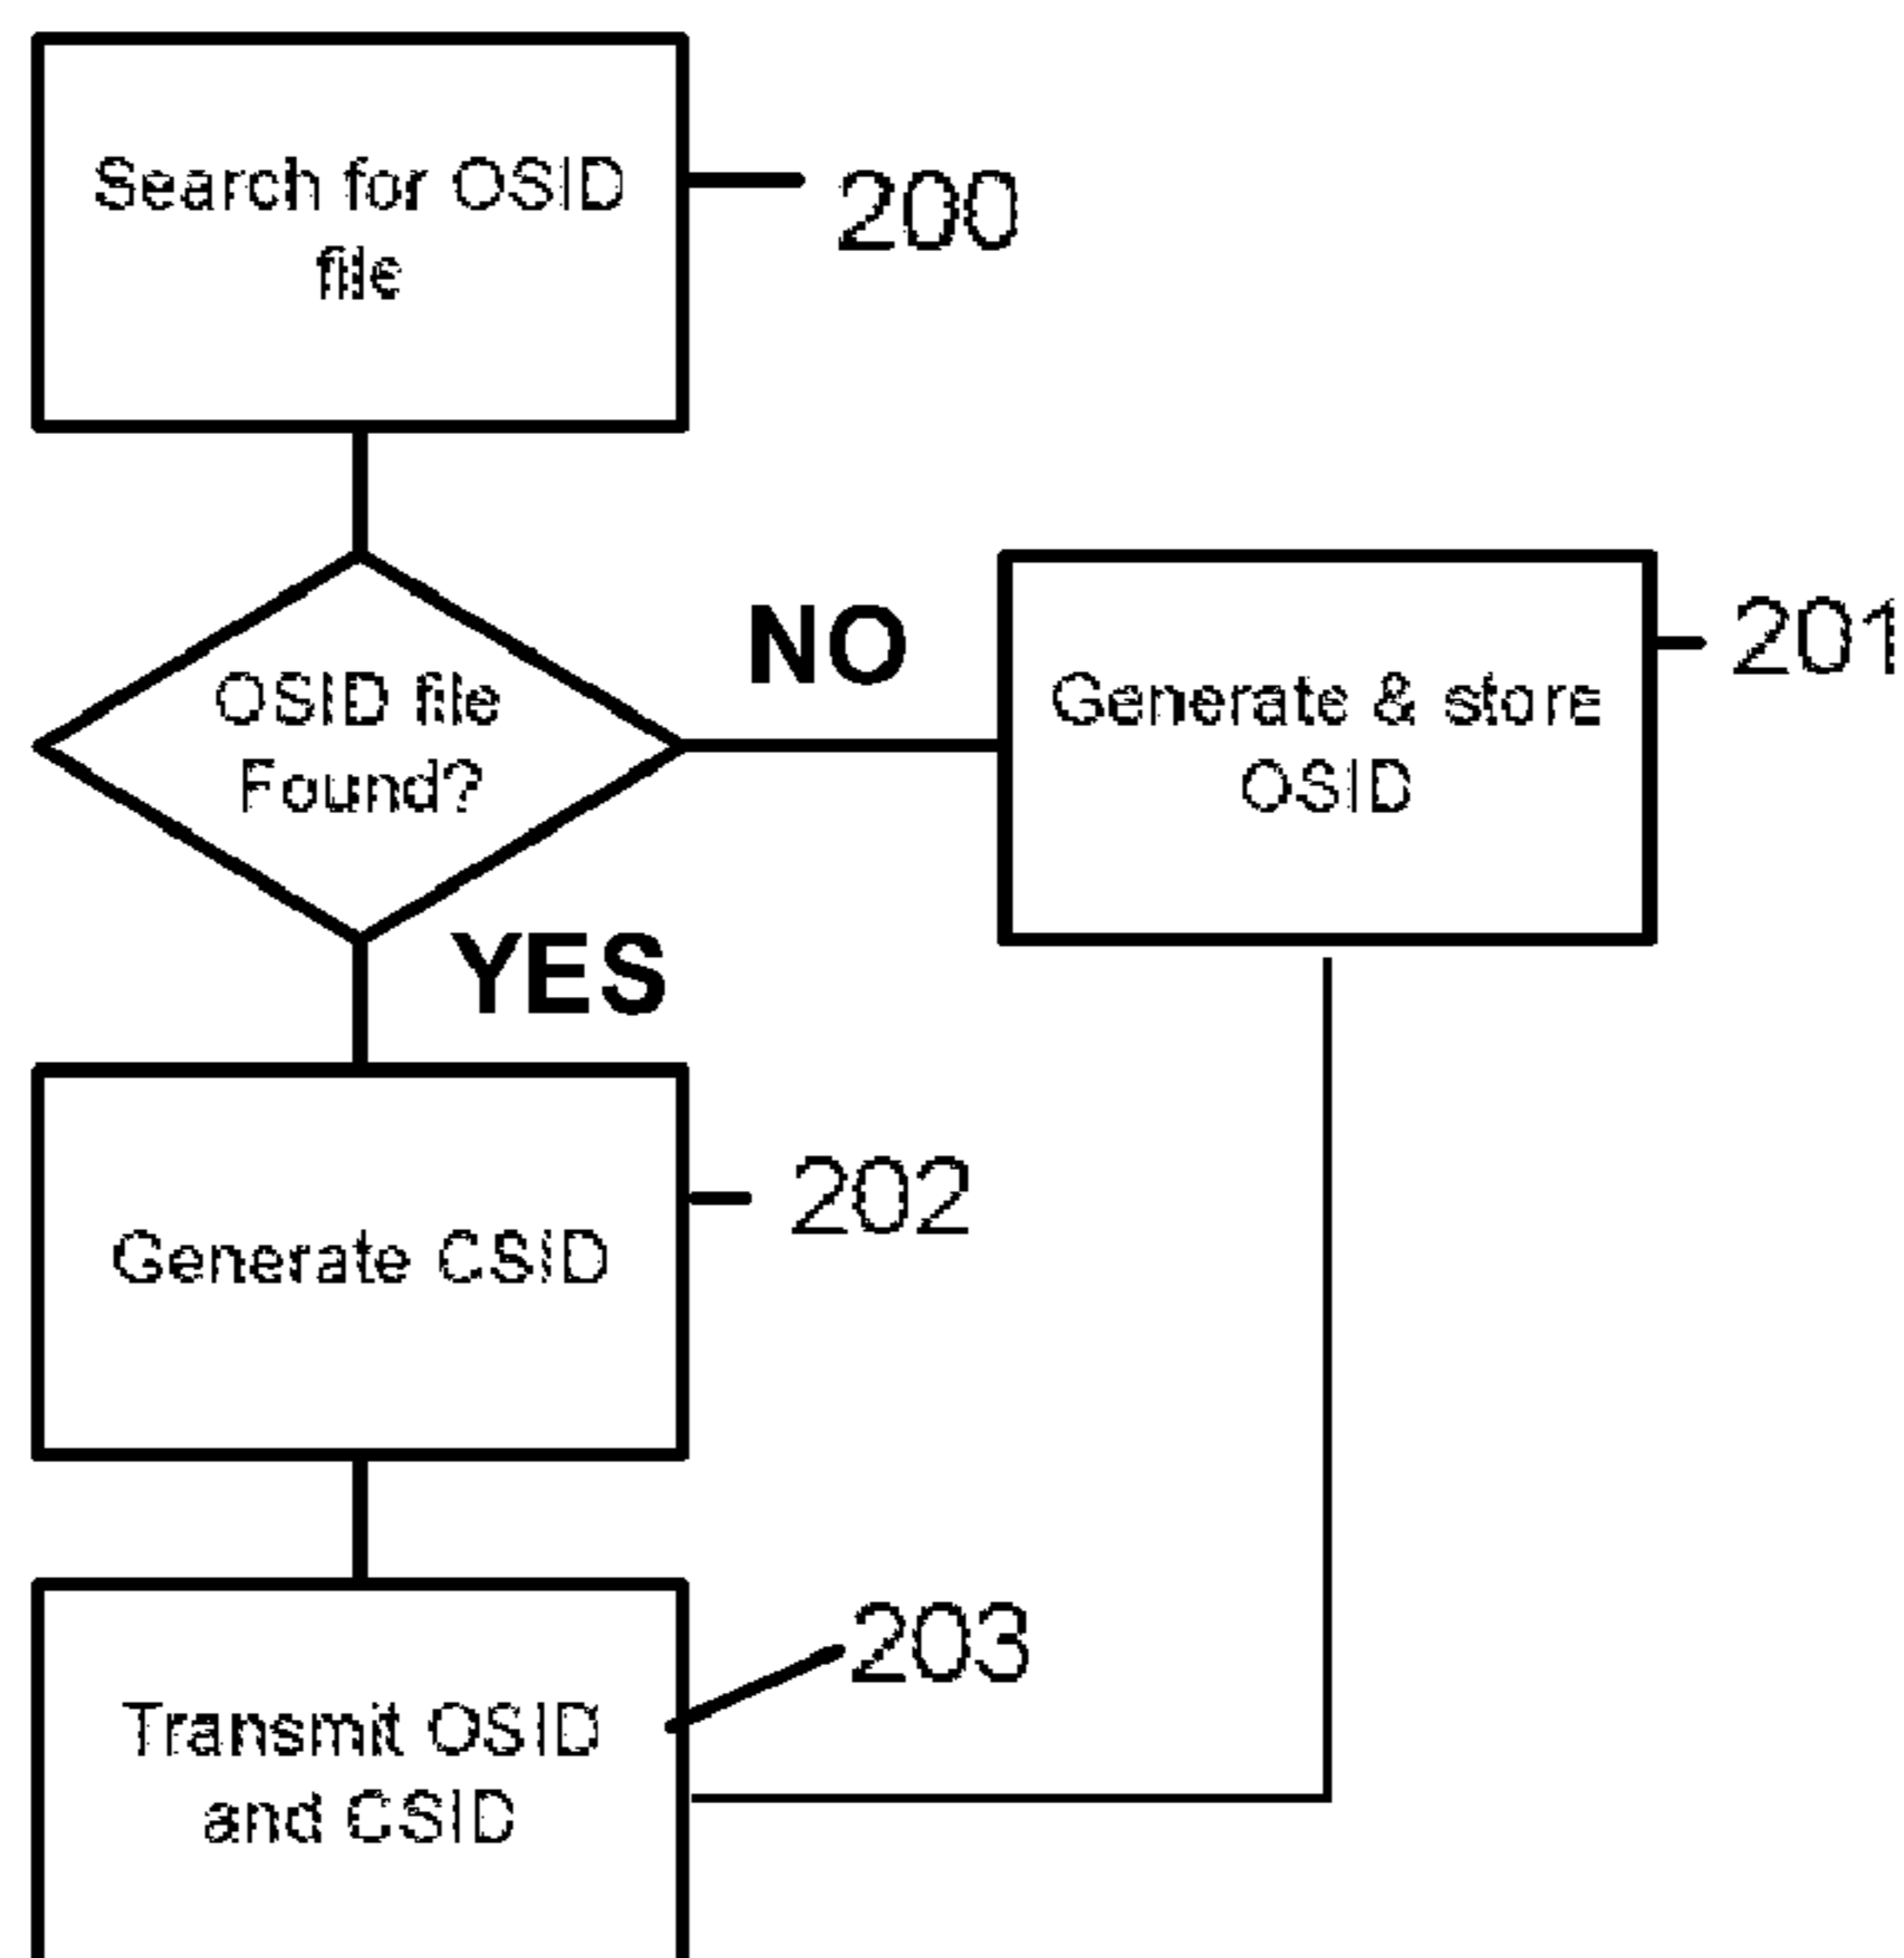 Search for OSID
file
200
OSID file
Found?
NO
Generate & store
OSID
201
YES
Generate CSID
202
Transmit OSID
and CSID
203